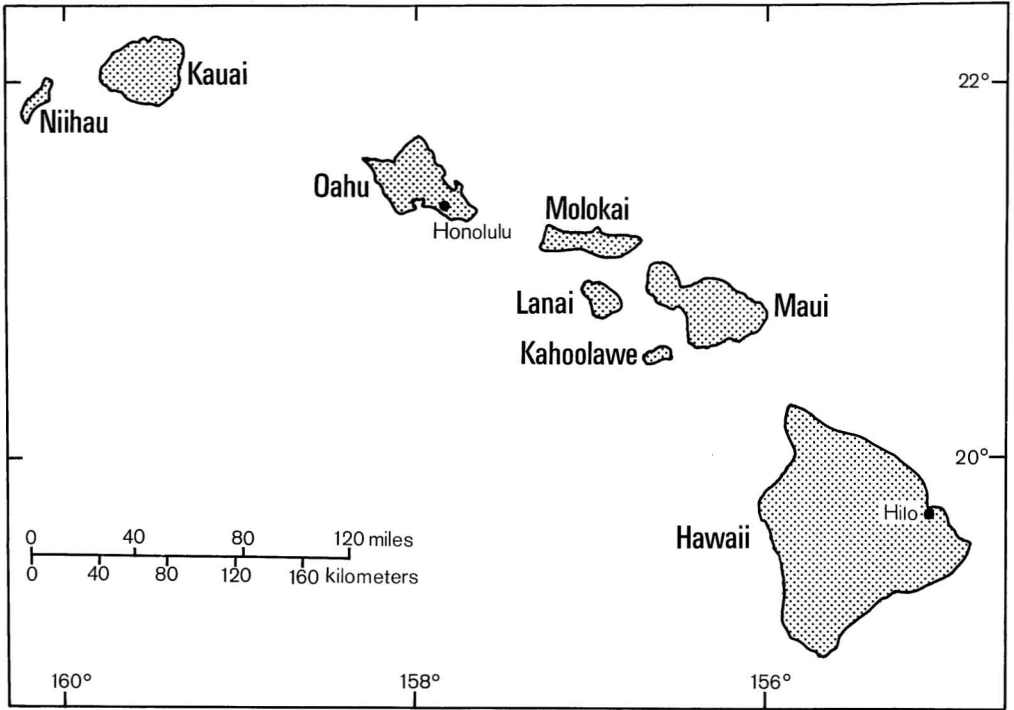 Kauai
22°
Niihau
Oahu
Honolulu
Molokai
Lanai
Maui
Kahoolawe
20°
Hilo
Hawaii
0 40 80 120 miles
0 40 80 120 160 kilometers
160° 158° 156°